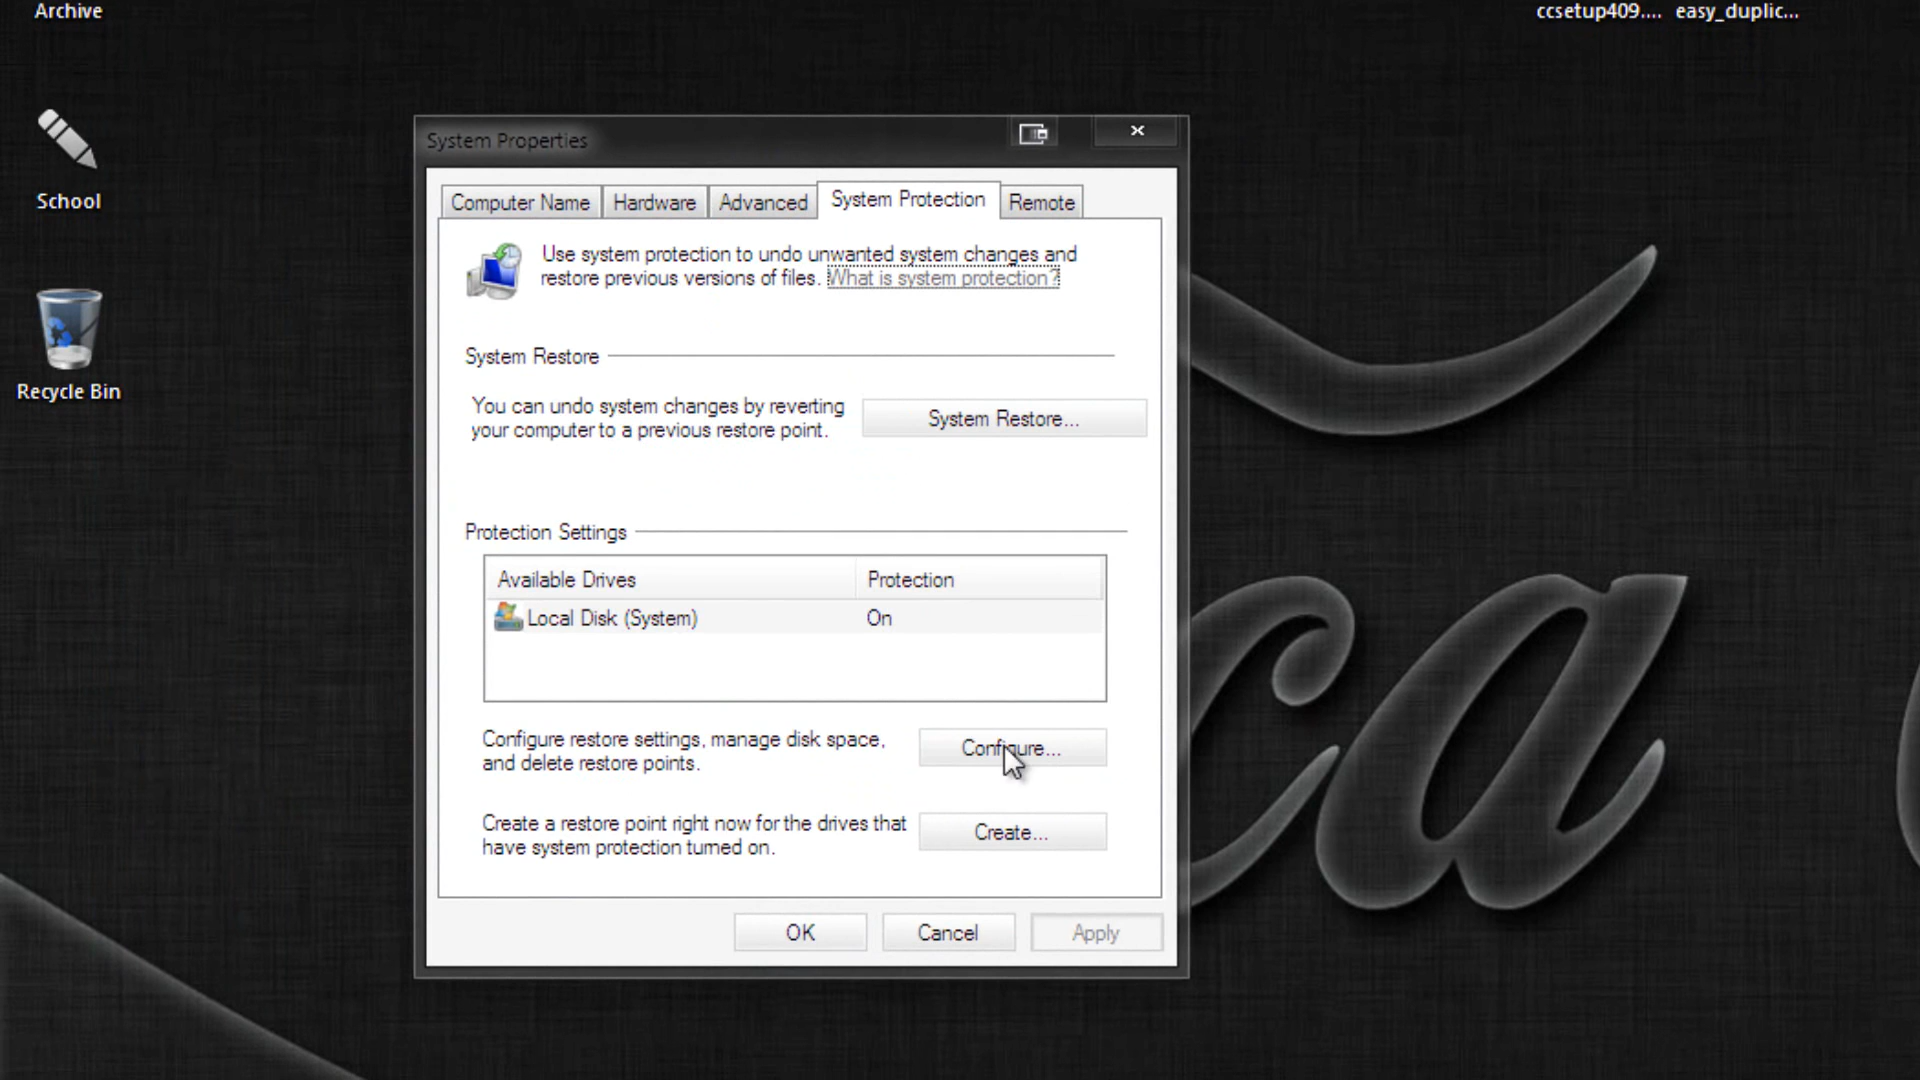 Archive
ccsetup409.... easy_duplic...
School
Recycle Bin
System Properties
Computer Name Hardware Advanced System Protection Remote
Use system protection to undo unwanted system changes and
restore previous versions of files. What is system protection?
System Restore
You can undo system changes by reverting
your computer to a previous restore point.
System Restore...
Protection Settings
Available Drives Protection
Local Disk (System) On
Configure restore settings, manage disk space,
and delete restore points.
Configure...
Create a restore point right now for the drives that
have system protection turned on.
Create...
OK Cancel Apply
ca